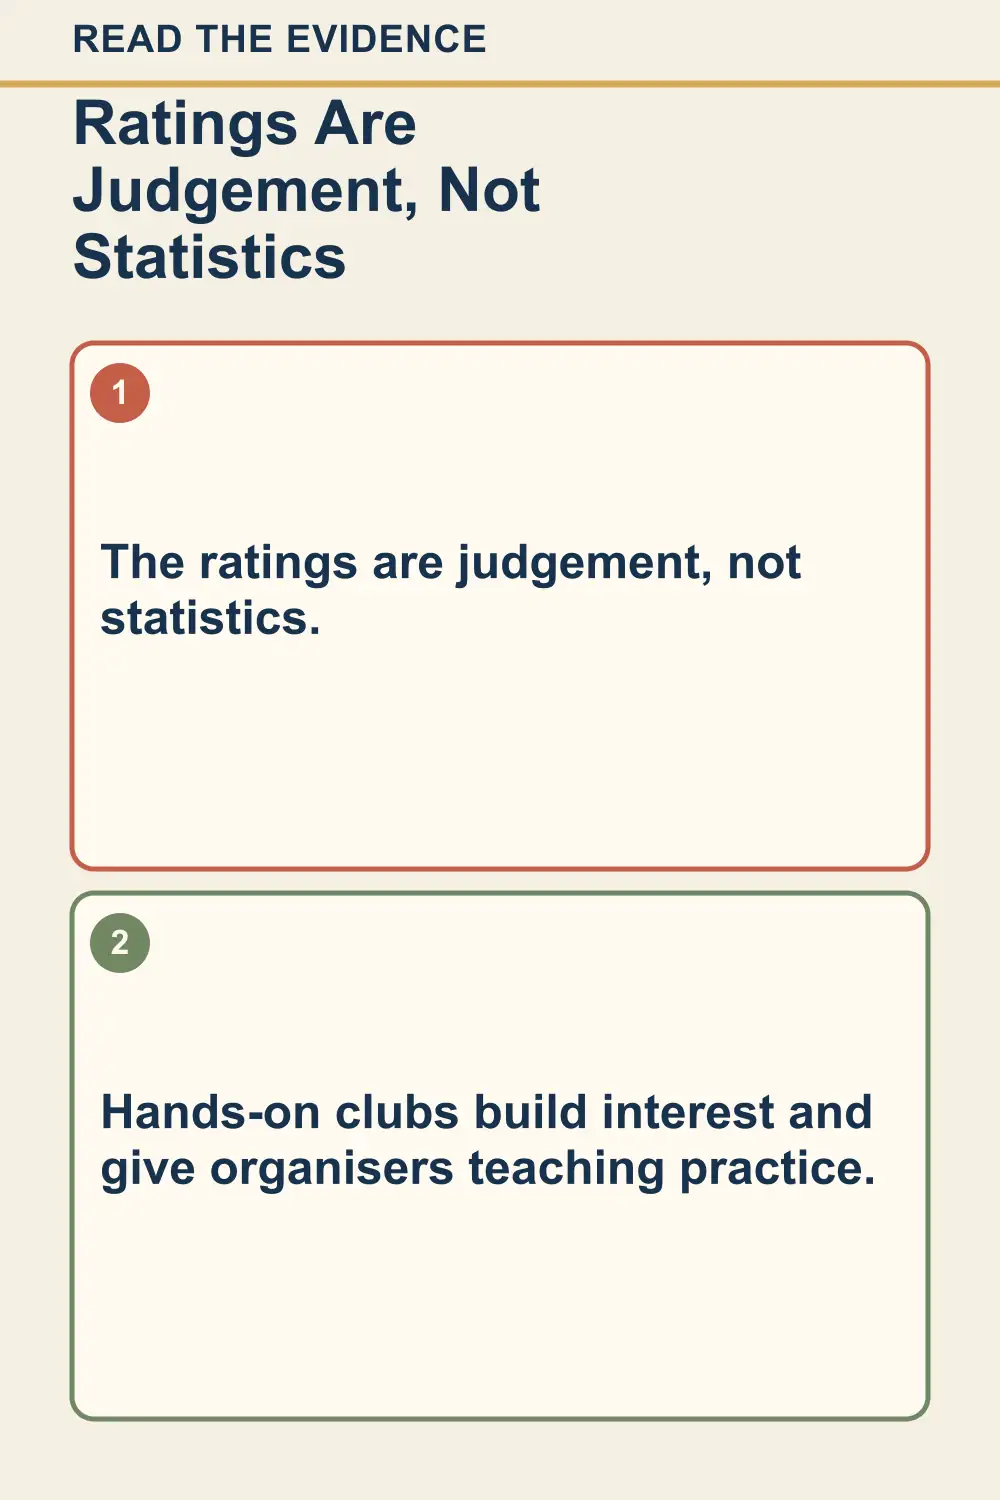 READ THE EVIDENCE
Ratings Are
Judgement, Not
Statistics
1
The ratings are judgement, not
statistics.
2
Hands-on clubs build interest and
give organisers teaching practice.